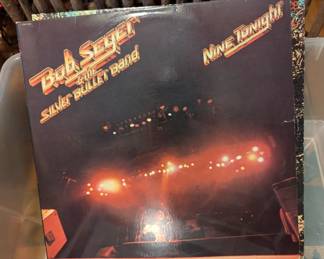 Bob Seger
& the
Silver Bullet Band
Nine Tonight